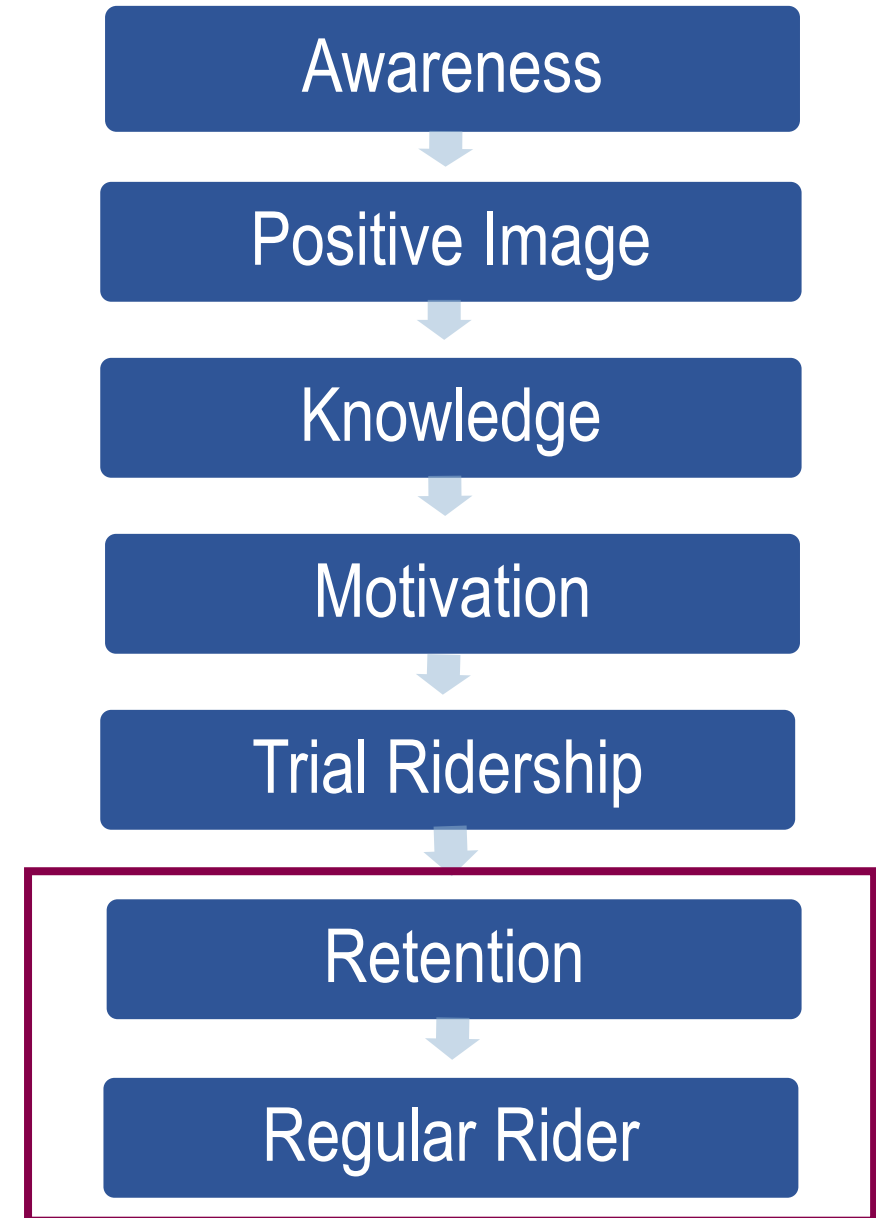 Awareness
Positive Image
Knowledge
Motivation
Trial Ridership
Retention
Regular Rider